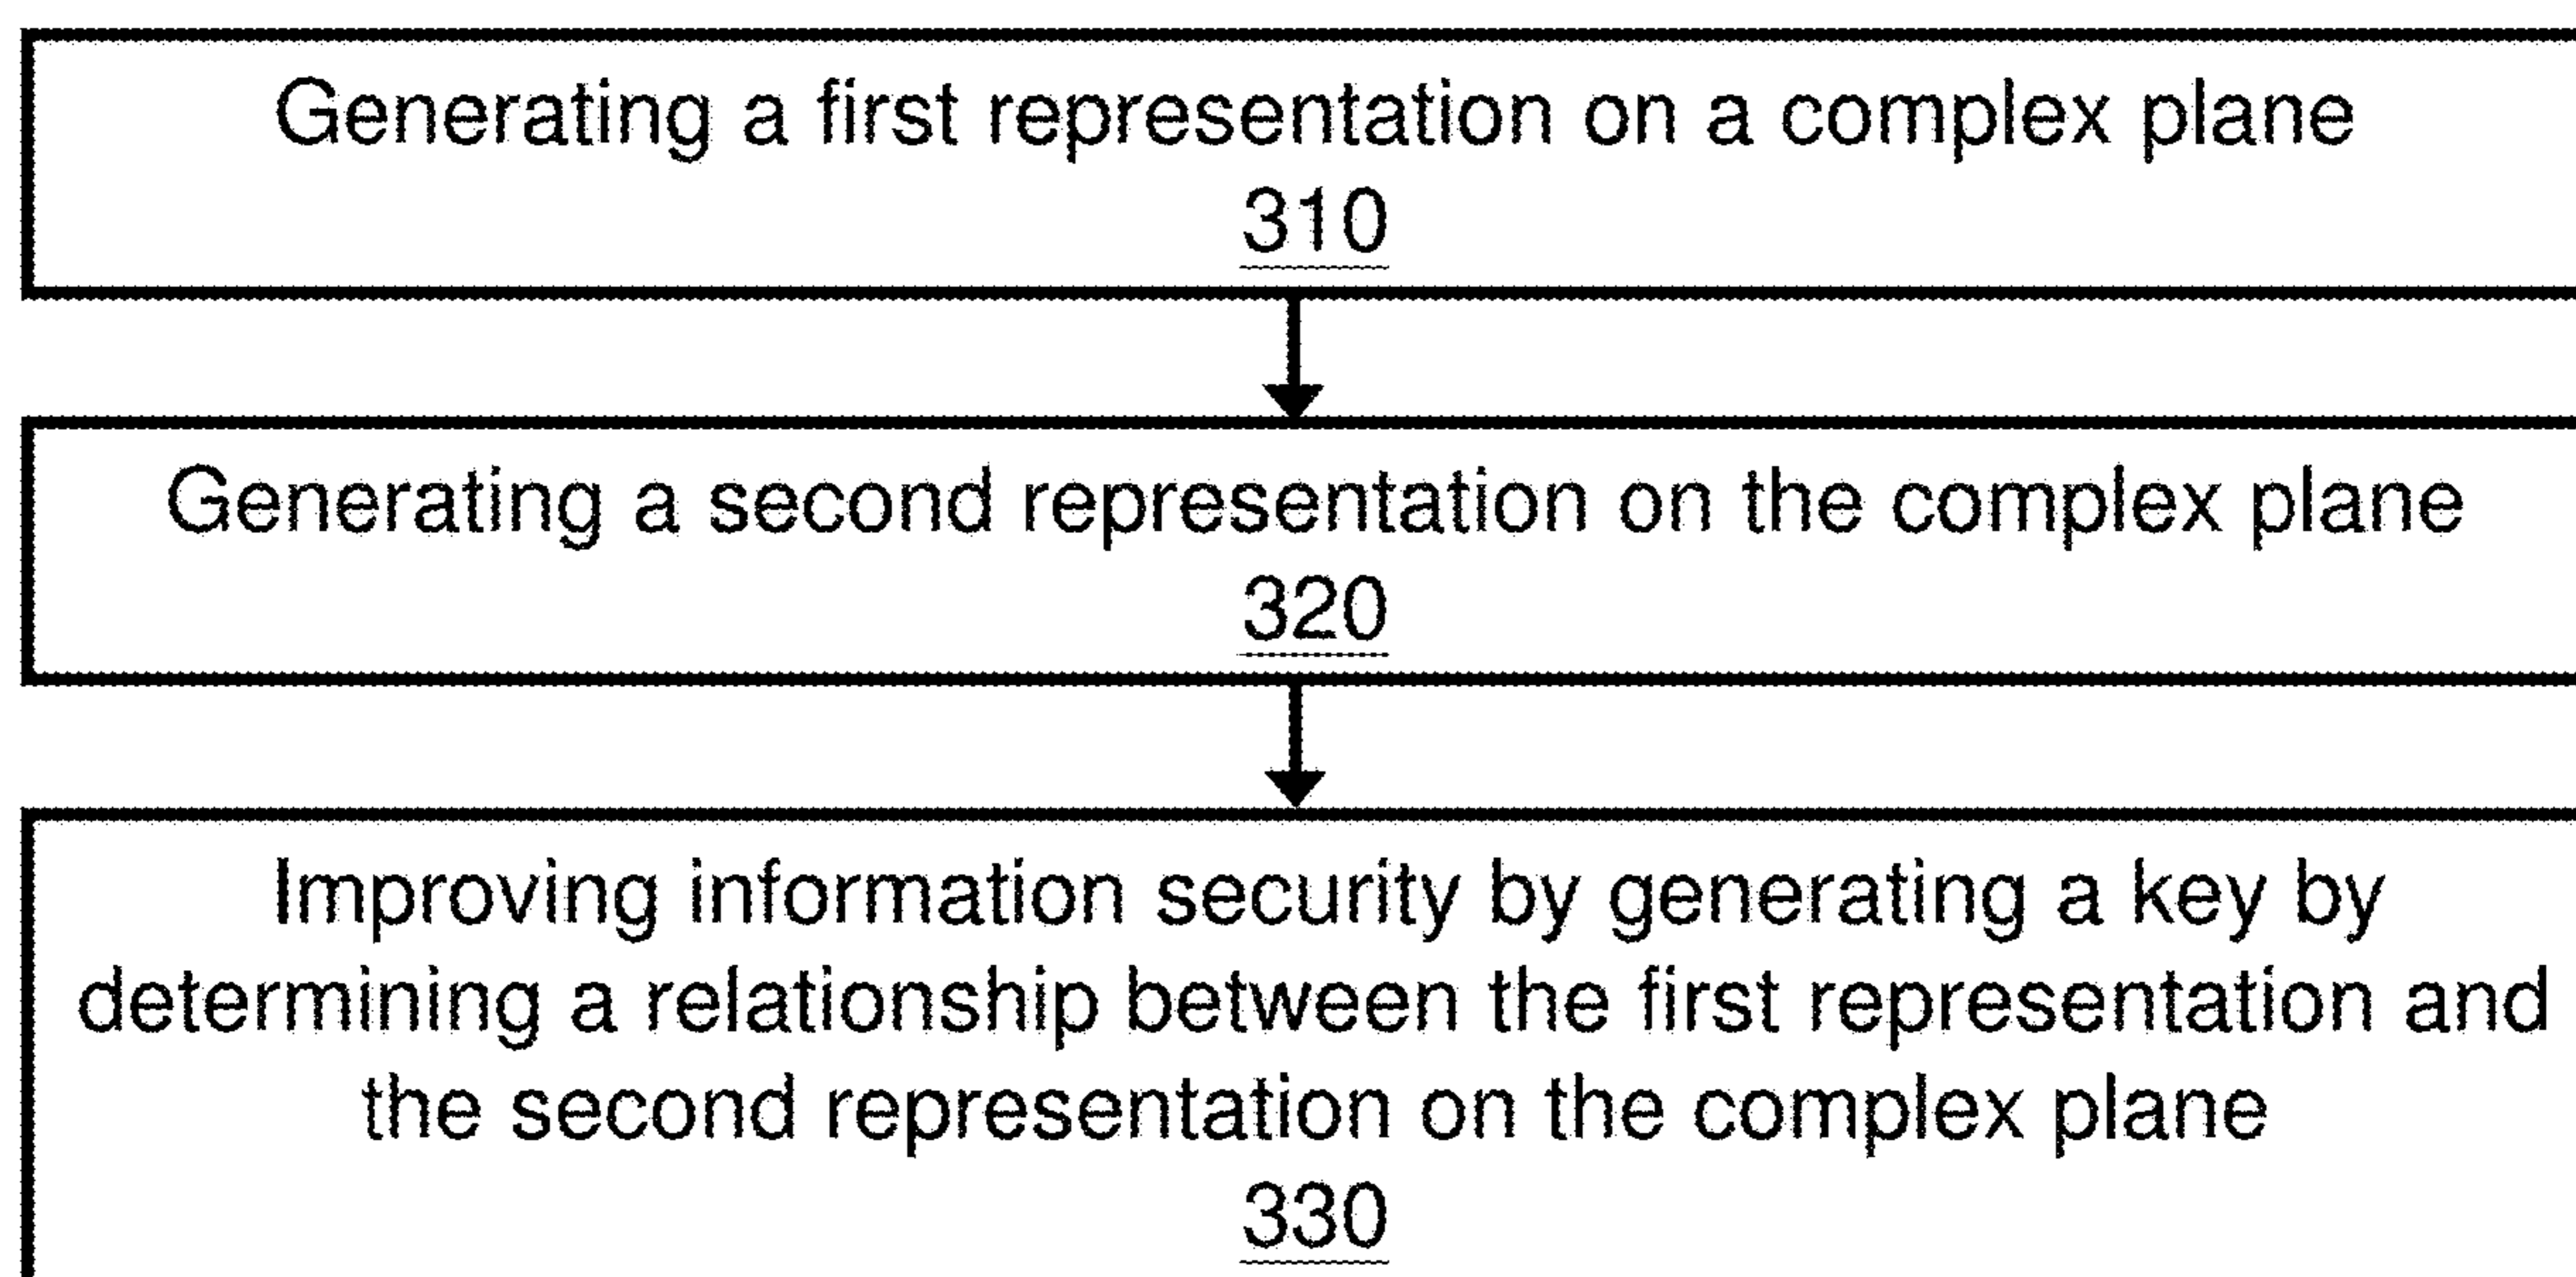 Generating a first representation on a complex plane
310
Generating a second representation on the complex plane
320
Improving information security by generating a key by
determining a relationship between the first representation and
the second representation on the complex plane
330